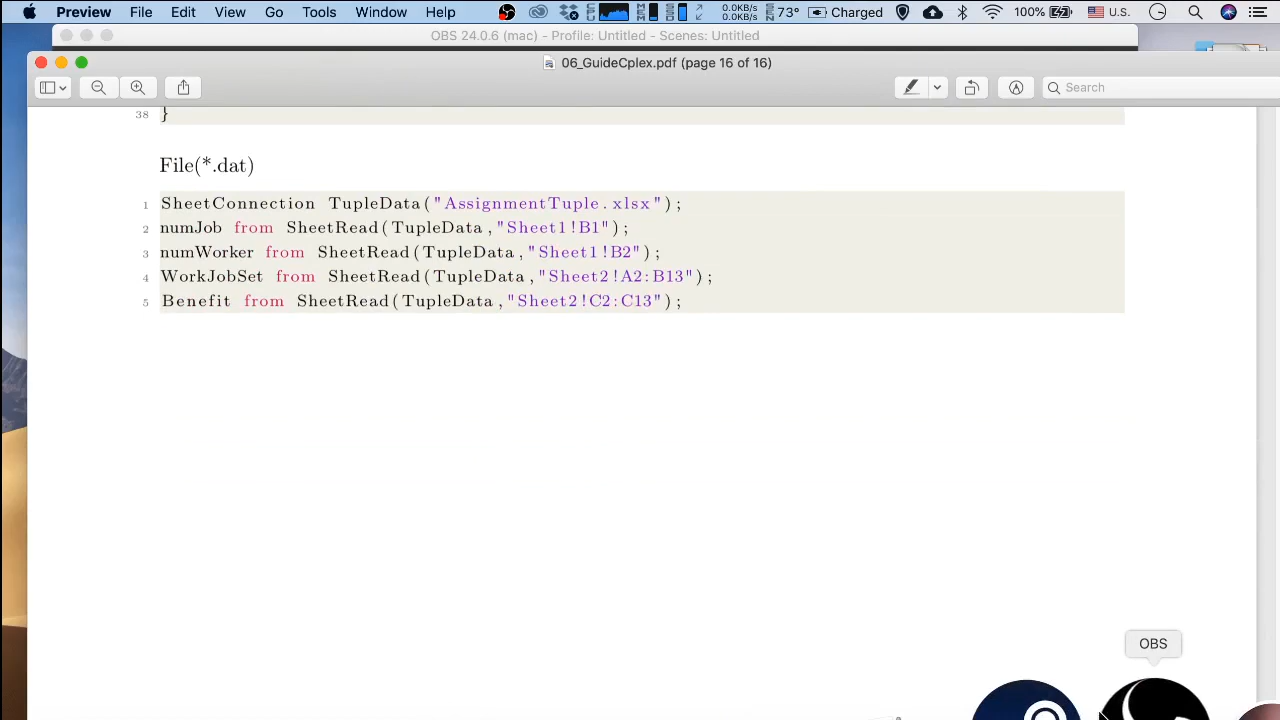 Preview File Edit View Go Tools Window Help 0.0KB/s 0.0KB/s 73° Charged 100% U.S.
OBS 24.0.6 (mac) - Profile: Untitled - Scenes: Untitled
06_GuideCplex.pdf (page 16 of 16)
Search
38 }
File(*.dat)
1 SheetConnection TupleData("AssignmentTuple.xlsx");
2 numJob from SheetRead(TupleData,"Sheet1!B1");
3 numWorker from SheetRead(TupleData,"Sheet1!B2");
4 WorkJobSet from SheetRead(TupleData,"Sheet2!A2:B13");
5 Benefit from SheetRead(TupleData,"Sheet2!C2:C13");
OBS